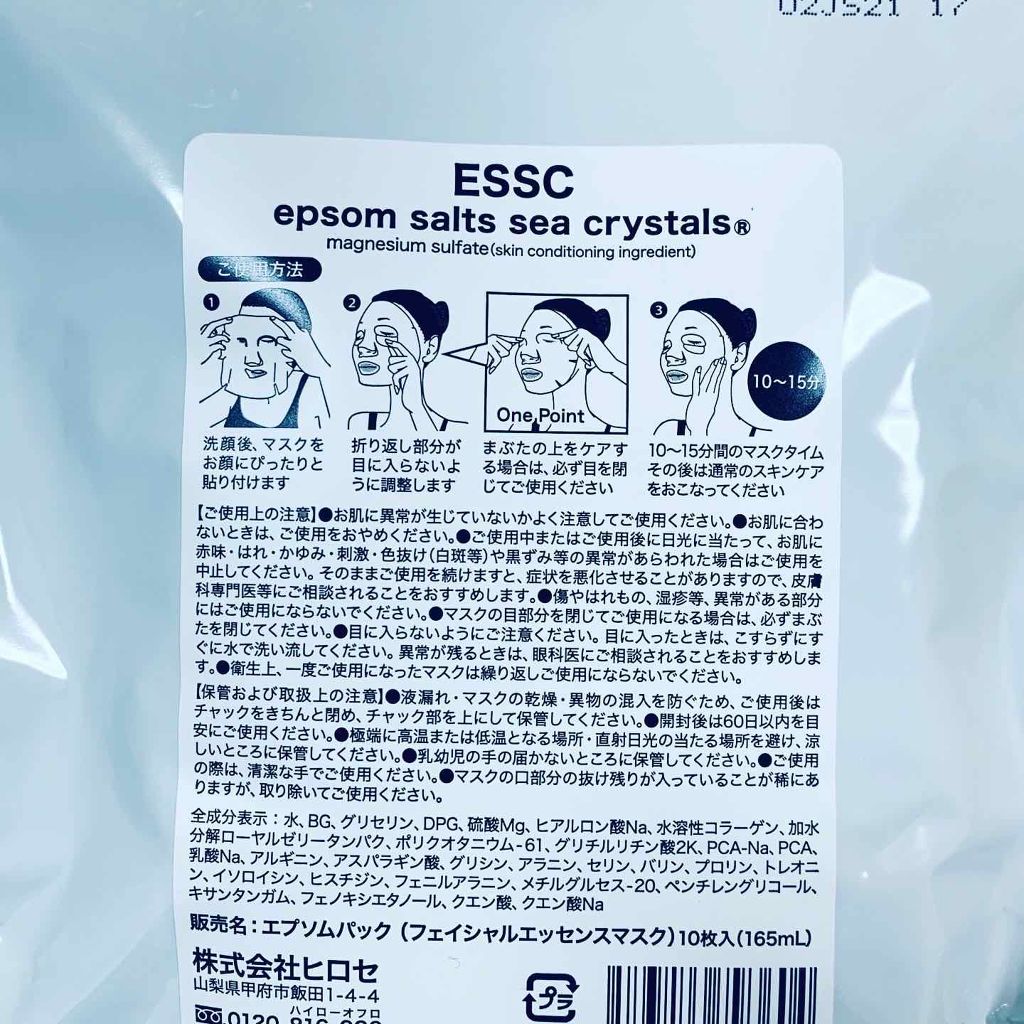 02JS21 17
ESSC
epsom salts sea crystals®
magnesium sulfate(skin conditioning ingredient)
ご使用方法
❶
洗顔後、マスクを
お顔にぴったりと
貼り付けます
❷
折り返し部分が
目に入らないよ
うに調整します
One Point
まぶたの上をケアす
る場合は、必ず目を閉
じてご使用ください
❸
10〜15分
10〜15分間のマスクタイム
その後は通常のスキンケア
をおこなってください
【ご使用上の注意】●お肌に異常が生じていないかよく注意してご使用ください。●お肌に合わ
ないときは、ご使用をおやめください。●ご使用中またはご使用後に日光に当たって、お肌に
赤味・はれ・かゆみ・刺激・色抜け(白斑等)や黒ずみ等の異常があらわれた場合はご使用を
中止してください。そのままご使用を続けますと、症状を悪化させることがありますので、皮膚
科専門医等にご相談されることをおすすめします。●傷やはれもの、湿疹等、異常がある部分
にはご使用にならないでください。●マスクの目部分を閉じてご使用になる場合は、必ずまぶ
たを閉じてください。●目に入らないようにご注意ください。目に入ったときは、こすらずにす
ぐに水で洗い流してください。異常が残るときは、眼科医にご相談されることをおすすめしま
す。●衛生上、一度ご使用になったマスクは繰り返しご使用にならないでください。
【保管および取扱上の注意】●液漏れ・マスクの乾燥・異物の混入を防ぐため、ご使用後は
チャックをきちんと閉め、チャック部を上にして保管してください。●開封後は60日以内を目
安にご使用ください。●極端に高温または低温となる場所・直射日光の当たる場所を避け、涼
しいところに保管してください。●乳幼児の手の届かないところに保管してください。●ご使用
の際は、清潔な手でご使用ください。●マスクの口部分の抜け残りが入っていることが稀にあ
りますが、取り除いてご使用ください。
全成分表示：水、BG、グリセリン、DPG、硫酸Mg、ヒアルロン酸Na、水溶性コラーゲン、加水
分解ローヤルゼリータンパク、ポリクオタニウム-61、グリチルリチン酸2K、PCA-Na、PCA、
乳酸Na、アルギニン、アスパラギン酸、グリシン、アラニン、セリン、バリン、プロリン、トレオニ
ン、イソロイシン、ヒスチジン、フェニルアラニン、メチルグルセス-20、ペンチレングリコール、
キサンタンガム、フェノキシエタノール、クエン酸、クエン酸Na
販売名：エプソムパック（フェイシャルエッセンスマスク）10枚入(165mL)
株式会社ヒロセ
山梨県甲府市飯田1-4-4
ハイローオフロ
0120-816-
プラ